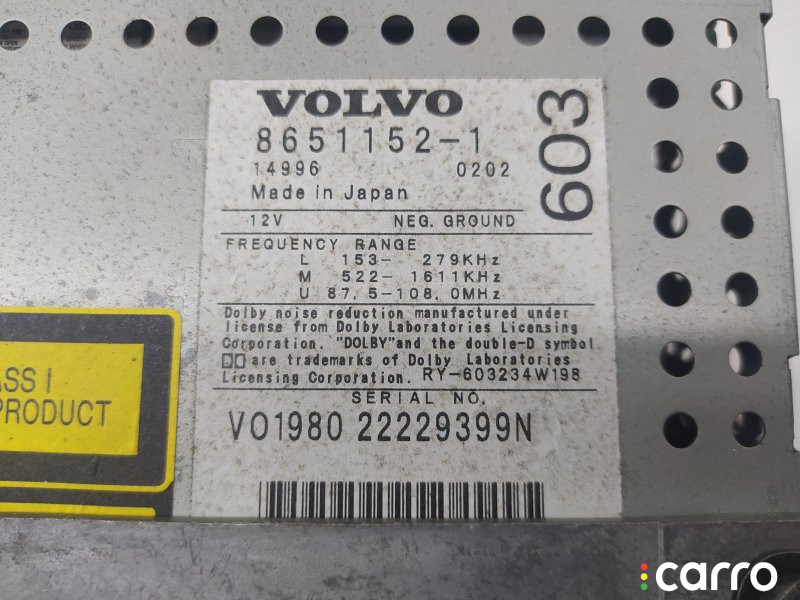 VOLVO
8651152-1
603
14996 0202
Made in Japan
12V NEG. GROUND
FREQUENCY RANGE
L 153- 279KHz
M 522- 1611KHz
U 87.5-108.0MHz
Dolby noise reduction manufactured under
license from Dolby Laboratories Licensing
Corporation. "DOLBY"and the double-D symbol
are trademarks of Dolby Laboratories
Licensing Corporation. RY-603234W198
SERIAL NO.
VO1980 22229399N
ASS I
PRODUCT
carro